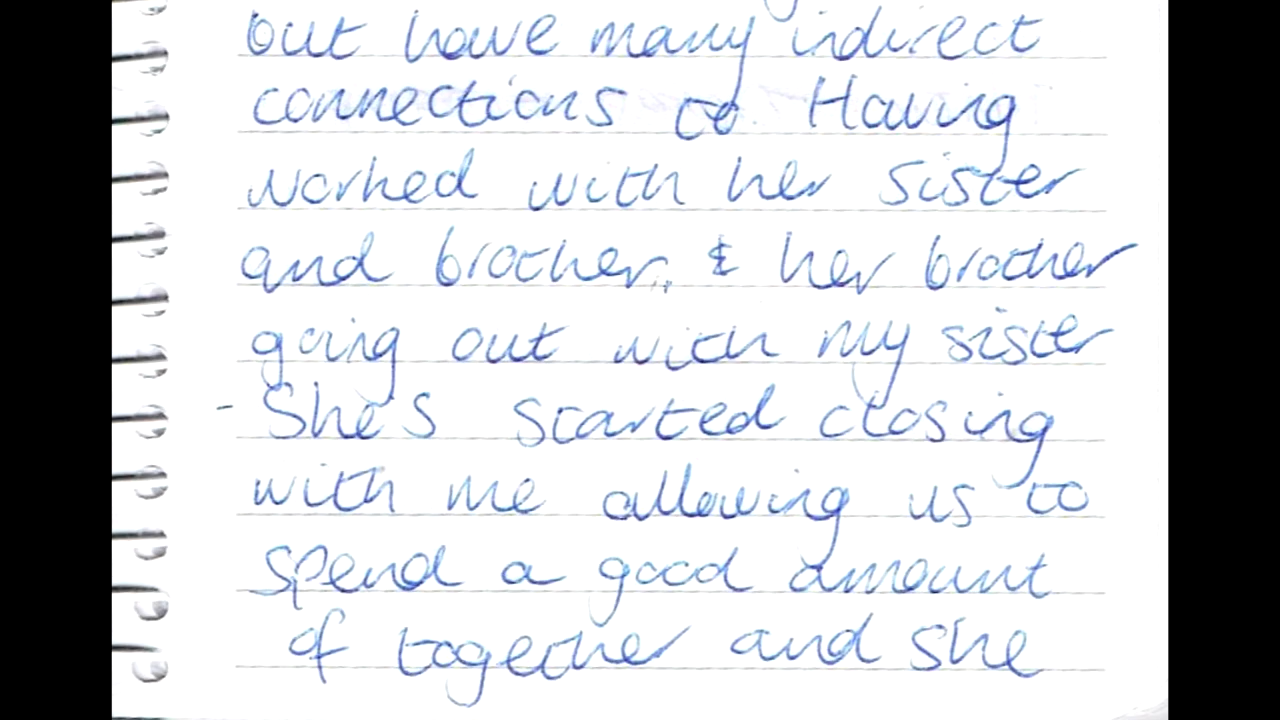 but have many indirect
connections to Having
worked with her sister
and brother, & her brother
going out with my sister
- She's started closing
with me allowing us to
spend a good amount
of together and she